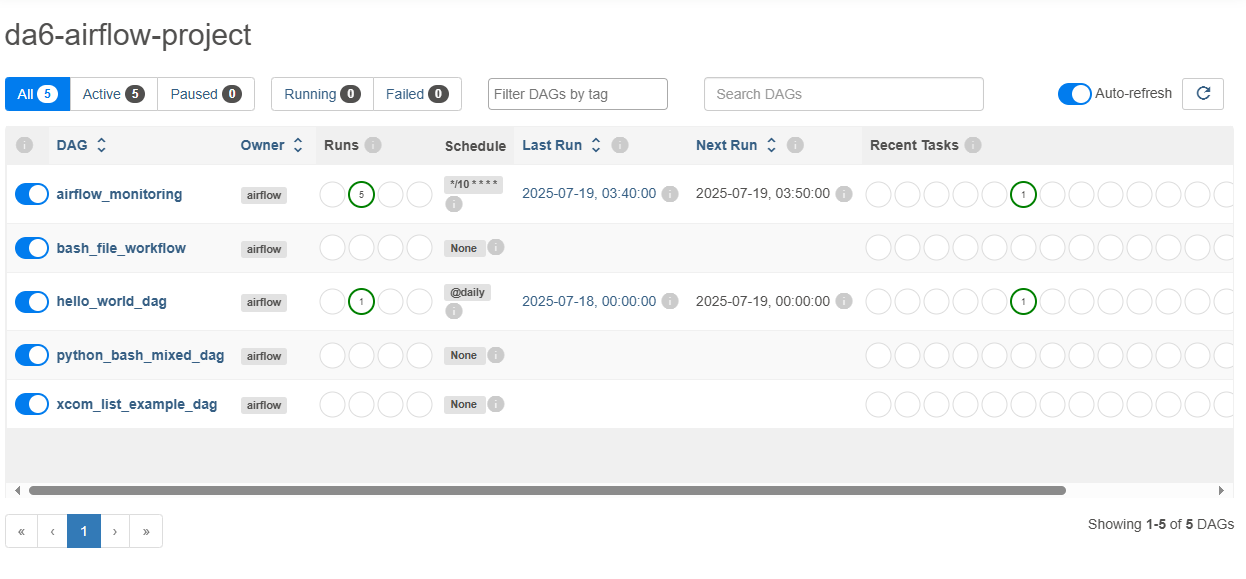 da6-airflow-project
All 5 Active 5 Paused 0 Running 0 Failed 0 Filter DAGs by tag Search DAGs Auto-refresh
i DAG Owner Runs i Schedule Last Run i Next Run i Recent Tasks i
airflow_monitoring airflow 5 */10 * * * * i 2025-07-19, 03:40:00 i 2025-07-19, 03:50:00 i 1
bash_file_workflow airflow None i
hello_world_dag airflow 1 @daily i 2025-07-18, 00:00:00 i 2025-07-19, 00:00:00 i 1
python_bash_mixed_dag airflow None i
xcom_list_example_dag airflow None i
« ‹ 1 › » Showing 1-5 of 5 DAGs